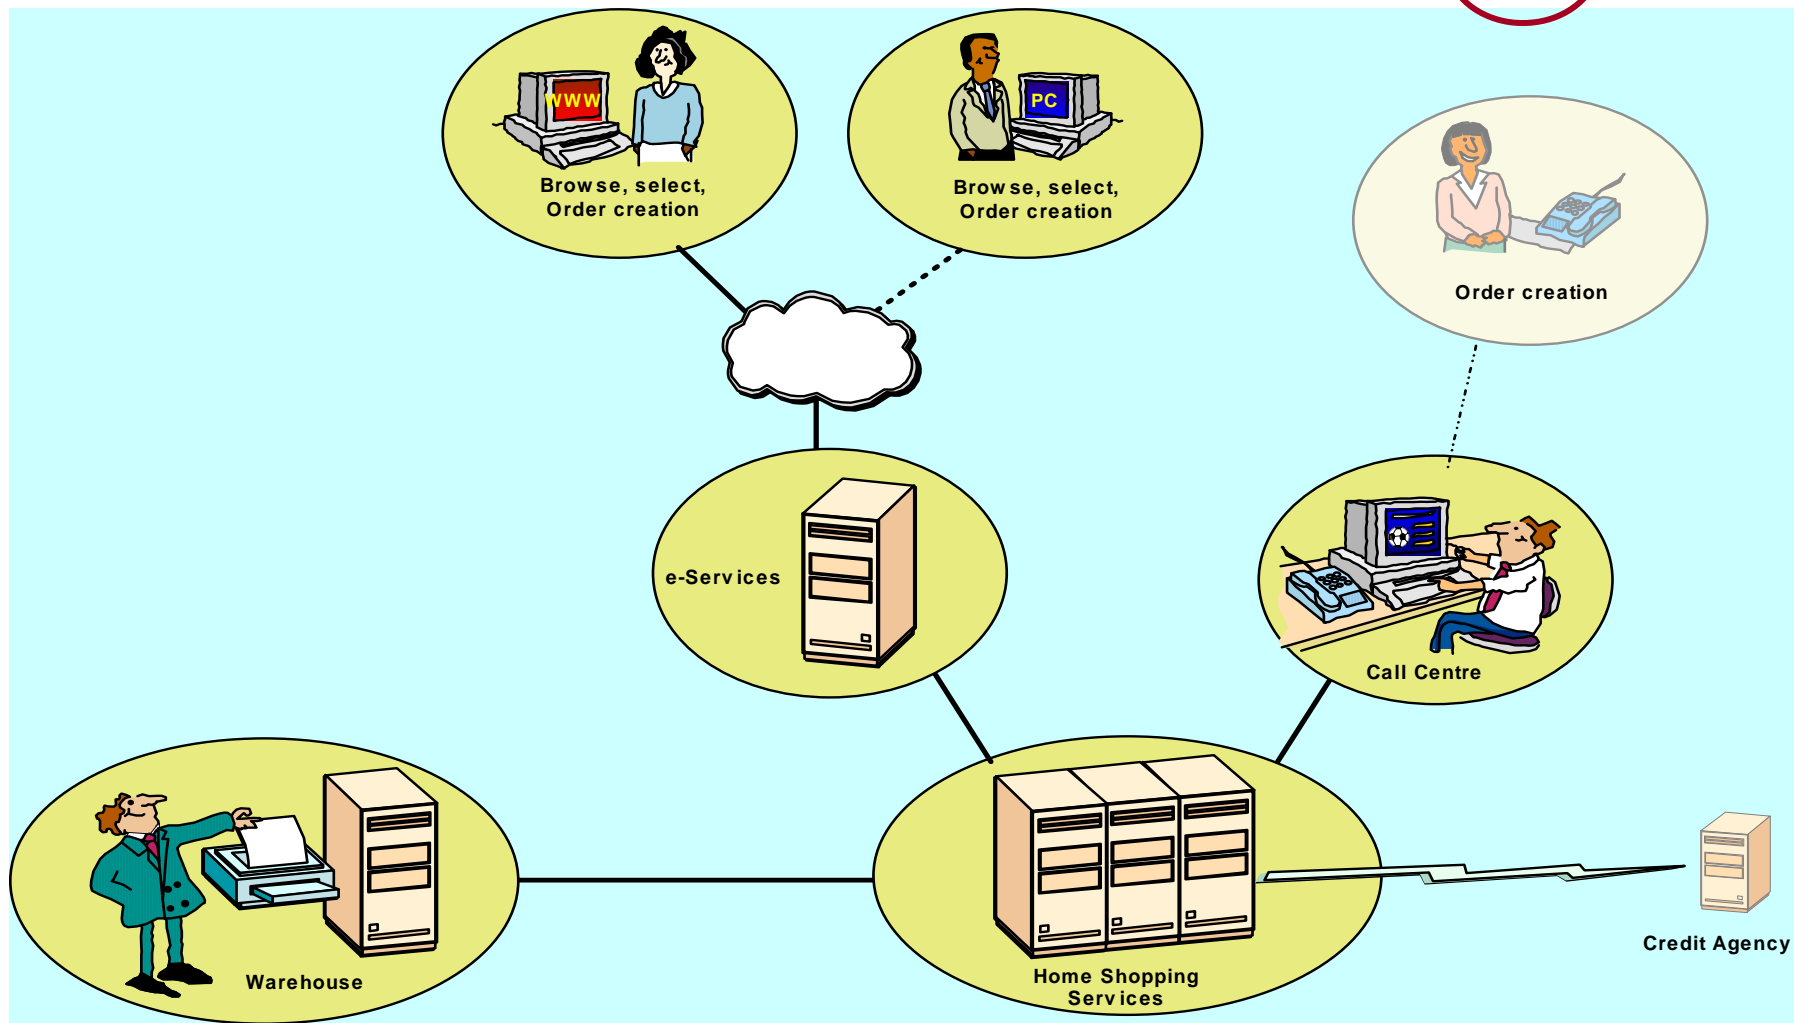 WWW
PC
Browse, select,
Order creation
Browse, select,
Order creation
Order creation
e-Services
Call Centre
Warehouse
Home Shopping
Services
Credit Agency